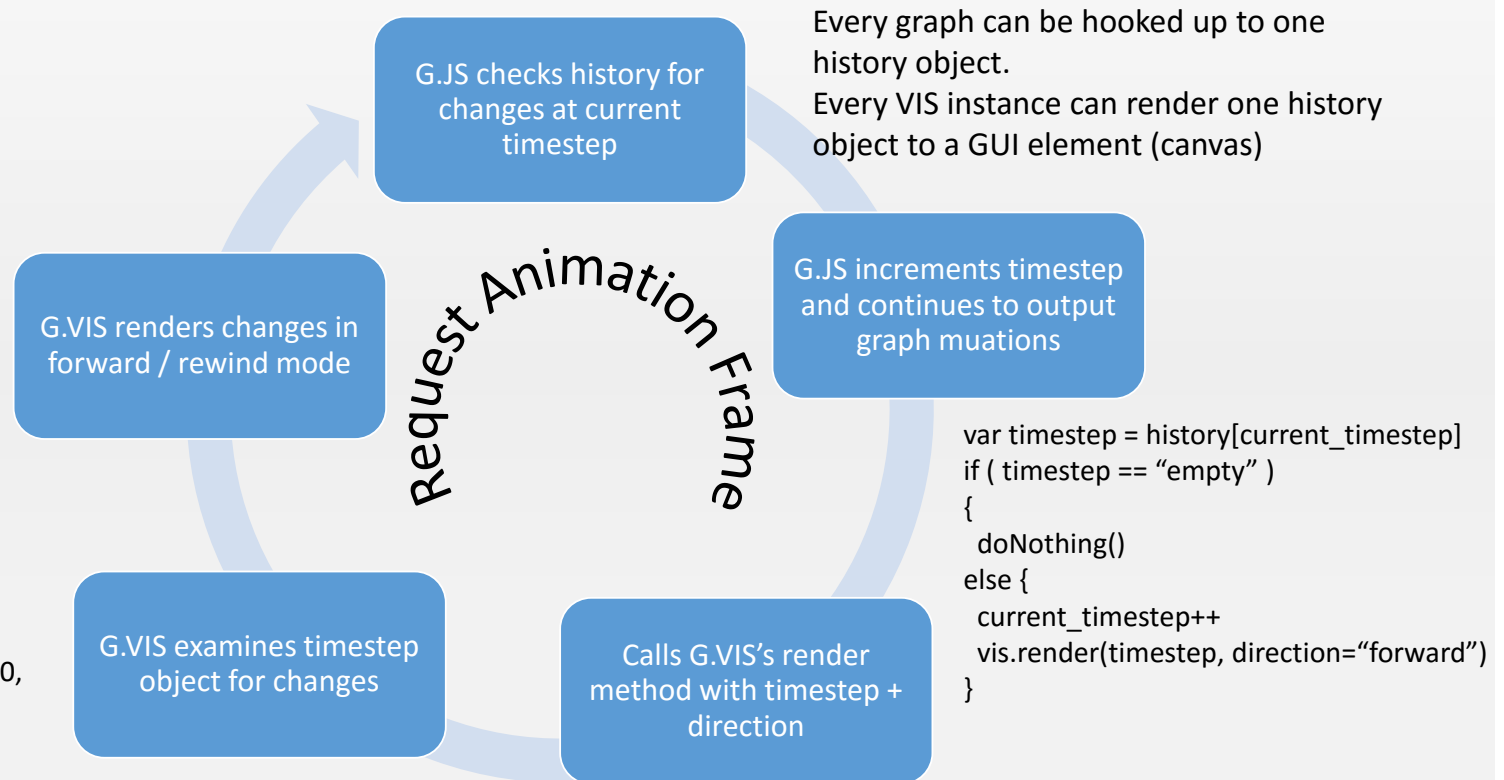 Every graph can be hooked up to one
history object.
Every VIS instance can render one history
object to a GUI element (canvas)
G.JS checks history for
changes at current
timestep
G.JS increments timestep
and continues to output
graph muations
Calls G.VIS’s render
method with timestep +
direction
G.VIS examines timestep
object for changes
G.VIS renders changes in
forward / rewind mode
Request Animation Frame
var timestep = history[current_timestep]
if ( timestep == “empty” )
{
doNothing()
else {
current_timestep++
vis.render(timestep, direction=“forward”)
}
0,